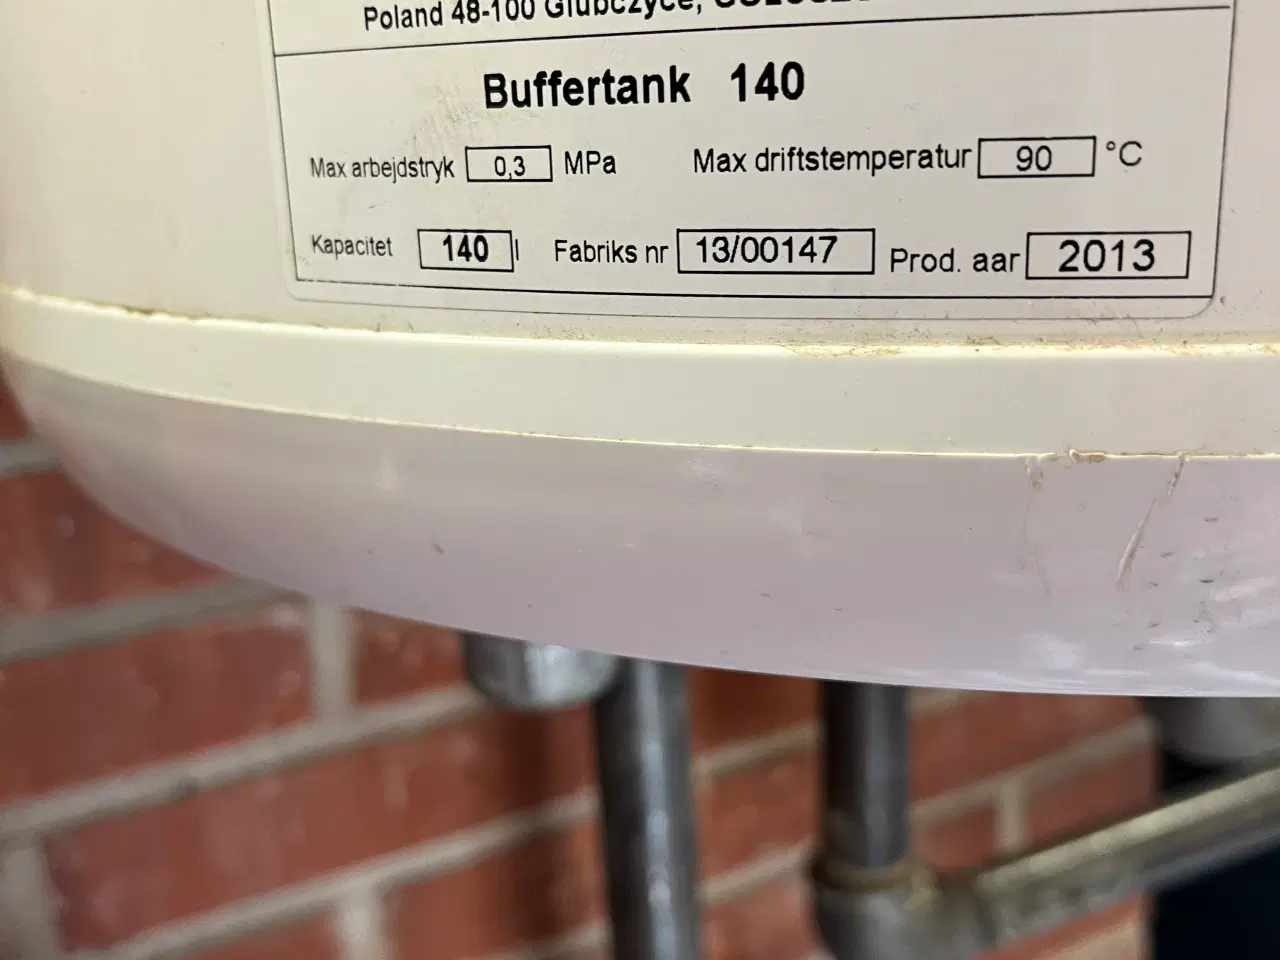 Poland 48-100 Głubczyce,
Buffertank 140
Max arbejdstryk 0,3 MPa Max driftstemperatur 90 °C
Kapacitet 140 l Fabriks nr 13/00147 Prod. aar 2013